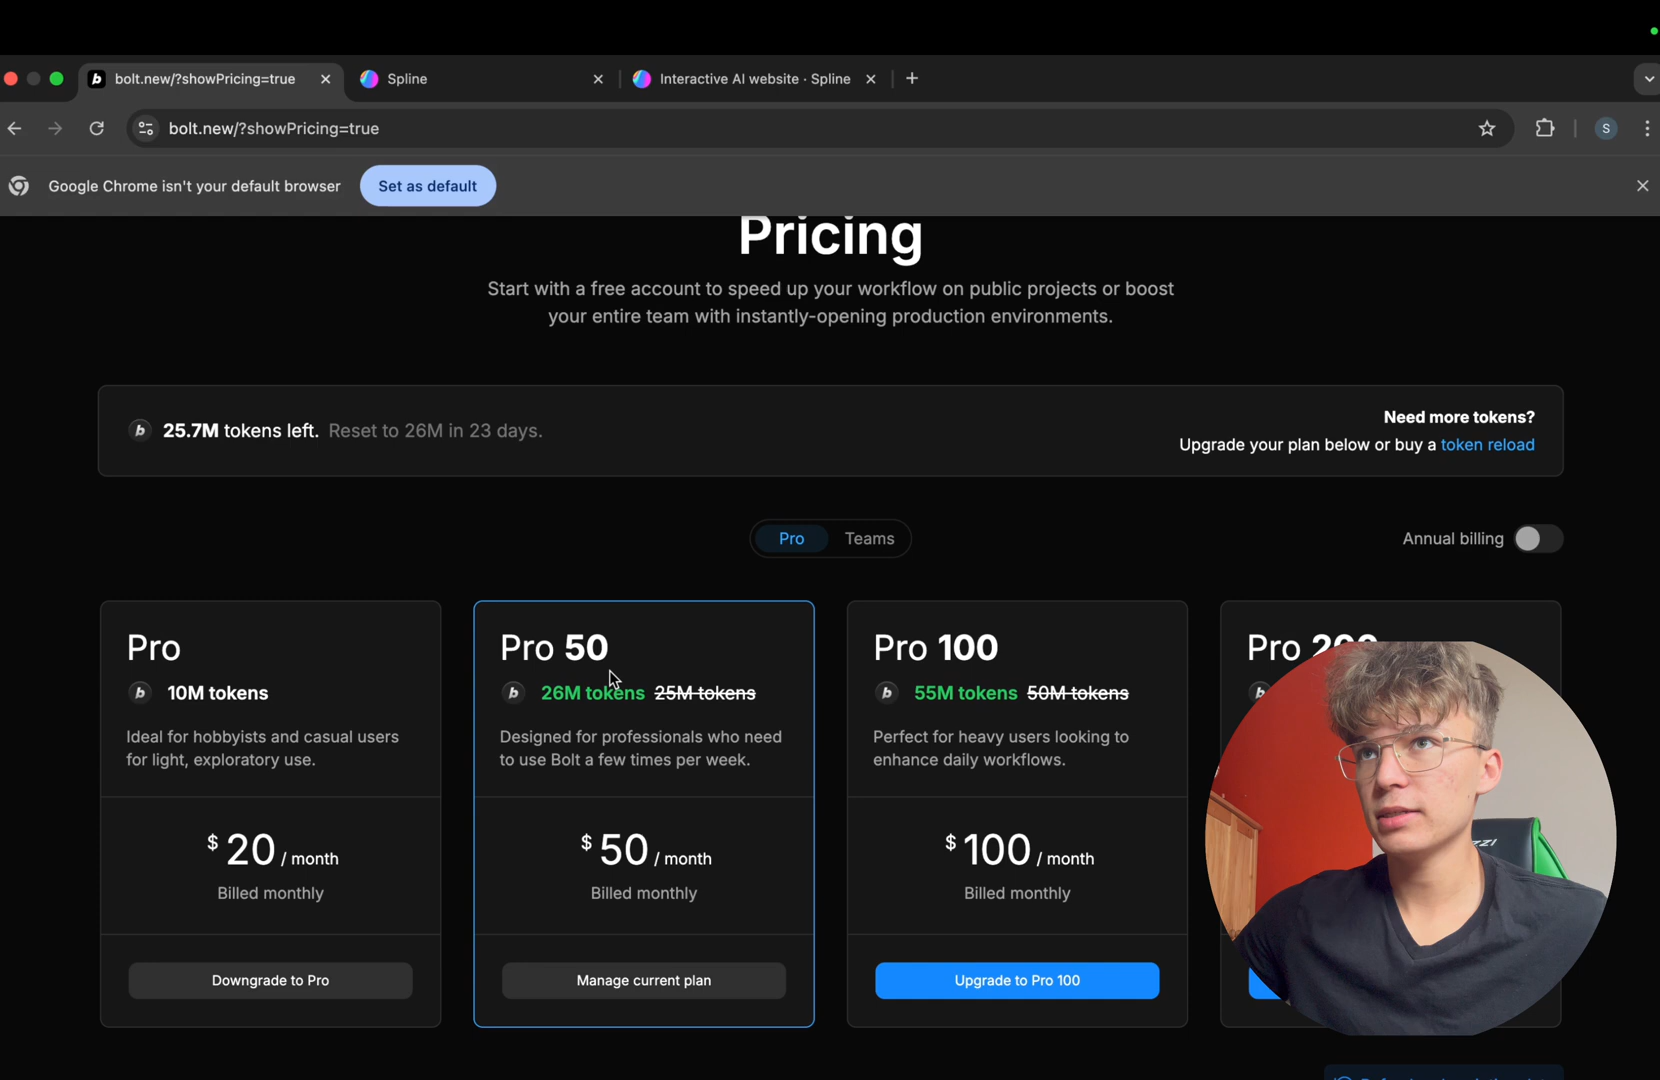 bolt.new/?showPricing=true
Spline
Interactive AI website · Spline
bolt.new/?showPricing=true
S
Google Chrome isn't your default browser
Set as default
Pricing
Start with a free account to speed up your workflow on public projects or boost
your entire team with instantly-opening production environments.
b 25.7M tokens left. Reset to 26M in 23 days.
Need more tokens?
Upgrade your plan below or buy a token reload
Pro
Teams
Annual billing
Pro
b 10M tokens
Ideal for hobbyists and casual users
for light, exploratory use.
$ 20 / month
Billed monthly
Downgrade to Pro
Pro 50
b 26M tokens 25M tokens
Designed for professionals who need
to use Bolt a few times per week.
$ 50 / month
Billed monthly
Manage current plan
Pro 100
b 55M tokens 50M tokens
Perfect for heavy users looking to
enhance daily workflows.
$ 100 / month
Billed monthly
Upgrade to Pro 100
Pro 200
b